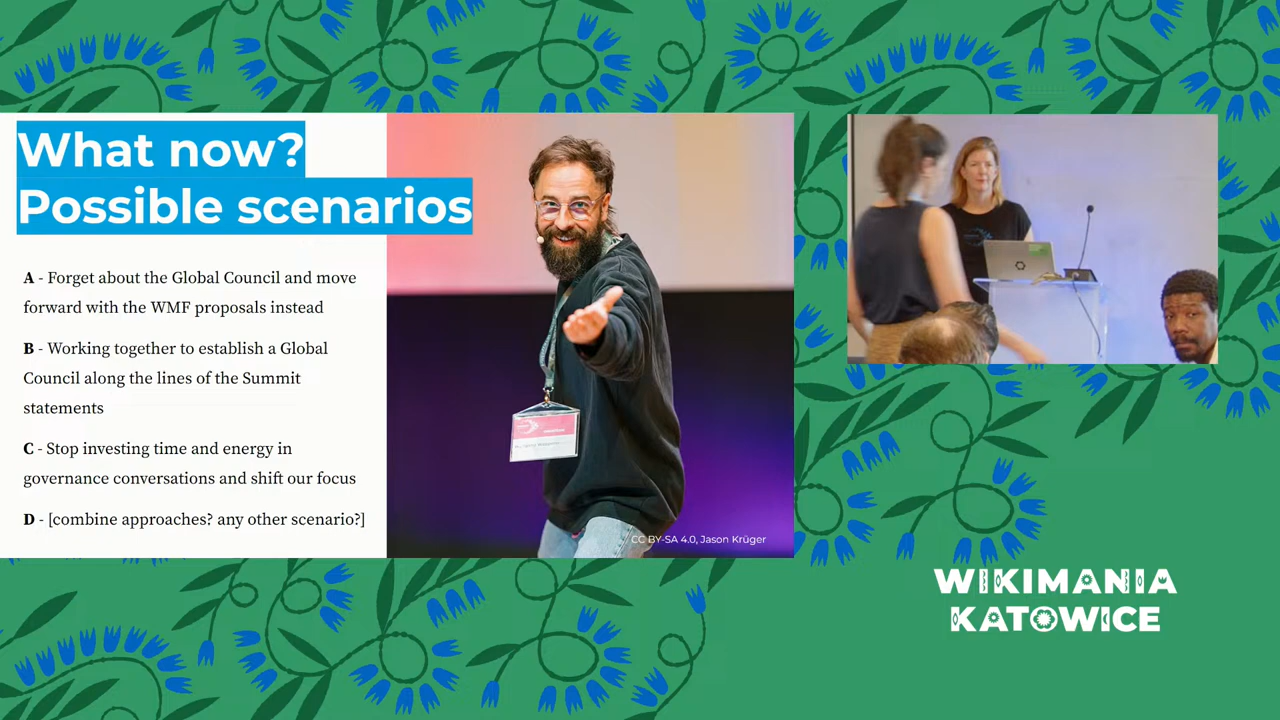 What now?
Possible scenarios
A - Forget about the Global Council and move
forward with the WMF proposals instead
B - Working together to establish a Global
Council along the lines of the Summit
statements
C - Stop investing time and energy in
governance conversations and shift our focus
D - [combine approaches? any other scenario?]
CC BY-SA 4.0, Jason Krüger
WIKIMANIA
KATOWICE